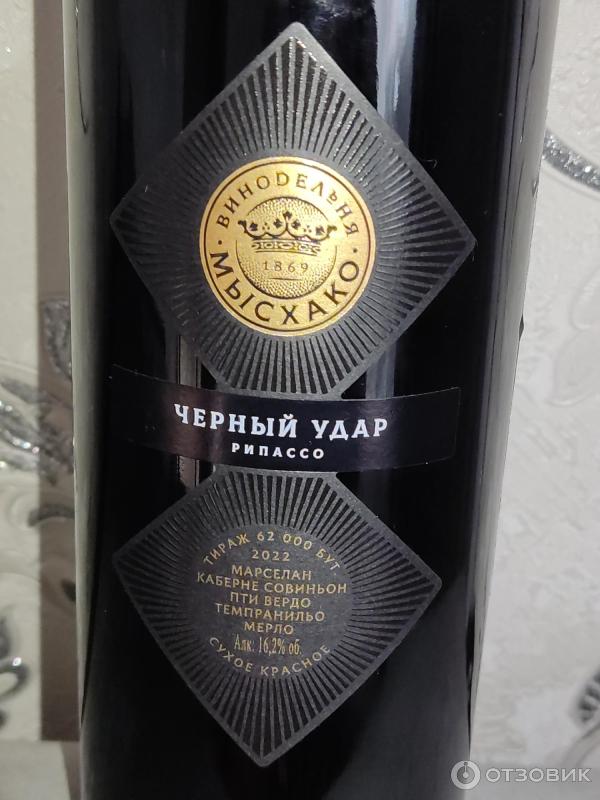 ВИНОДЕЛЬНЯ
1869
МЫСХАКО
ЧЕРНЫЙ УДАР
РИПАССО
ТИРАЖ 62 000 БУТ
2022
МАРСЕЛАН
КАБЕРНЕ СОВИНЬОН
ПТИ ВЕРДО
ТЕМПРАНИЛЬО
МЕРЛО
Алк. 16,2% об.
СУХОЕ КРАСНОЕ
ОТЗОВИК